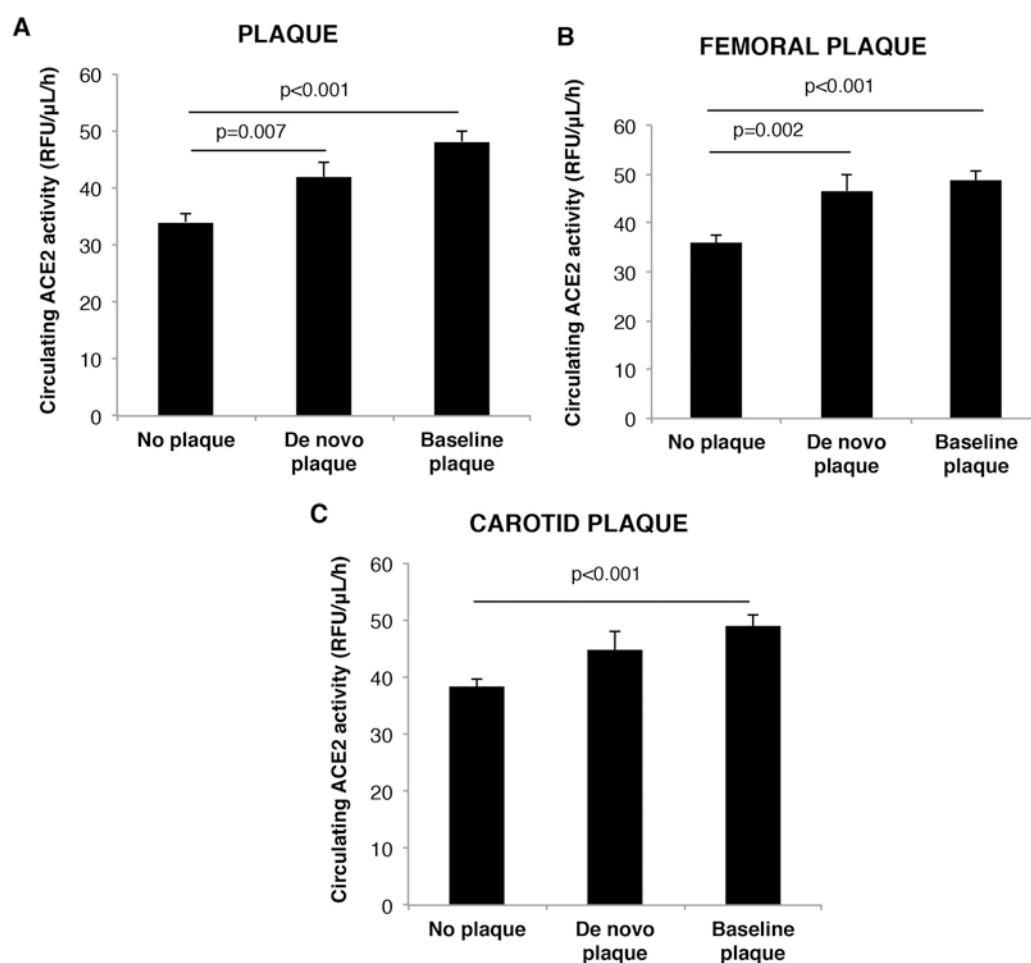 A
PLAQUE
Circulating ACE2 activity (RFU/µL/h)
60
50
40
30
20
10
0
p<0.001
p=0.007
No plaque
De novo
plaque
Baseline
plaque
B
FEMORAL PLAQUE
Circulating ACE2 activity (RFU/µL/h)
60
50
40
30
20
10
0
p<0.001
p=0.002
No plaque
De novo
plaque
Baseline
plaque
C
CAROTID PLAQUE
Circulating ACE2 activity (RFU/µL/h)
60
50
40
30
20
10
0
p<0.001
No plaque
De novo
plaque
Baseline
plaque